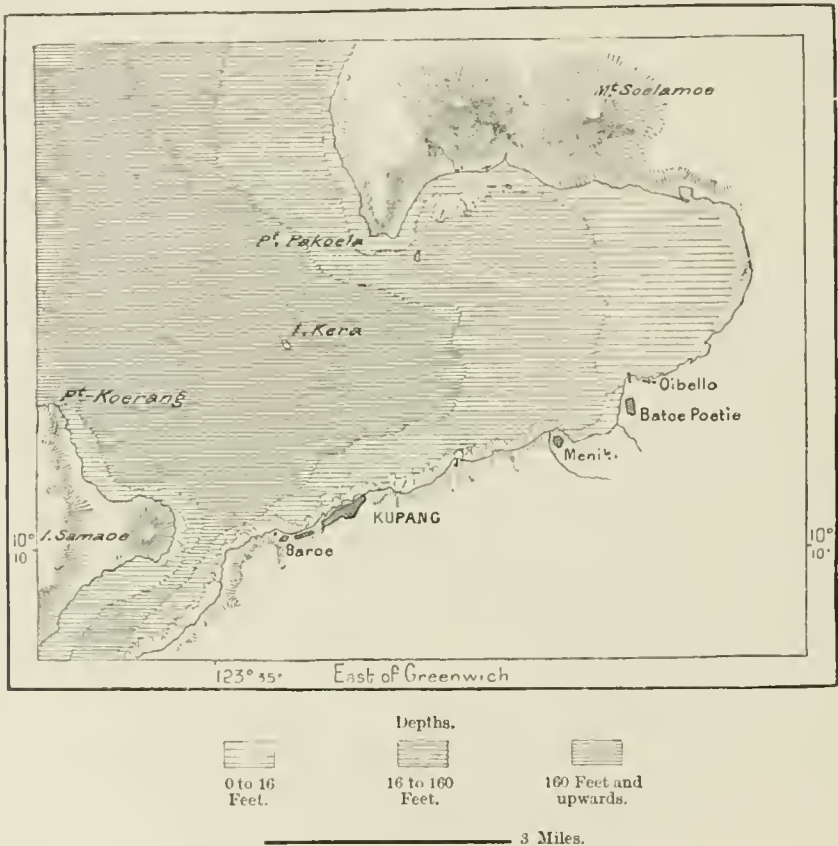 Mt. Soelamoe
Pt. Pakoela
I. Kera
Pt. Koerang
Oibello
Batoe Poetie
Menik.
KUPANG
I. Samaoe
Baroe
10°
10'
10°
10'
123° 35' East of Greenwich
Depths.
0 to 16
Feet.
16 to 160
Feet.
160 Feet and
upwards.
3 Miles.